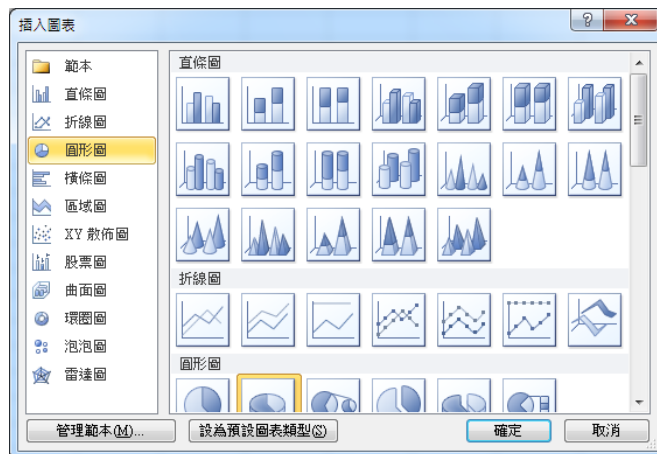 插入圖表
範本
直條圖
折線圖
圓形圖
橫條圖
區域圖
XY 散佈圖
股票圖
曲面圖
環圈圖
泡泡圖
雷達圖
直條圖
折線圖
圓形圖
管理範本(M)...
設為預設圖表類型(S)
確定
取消